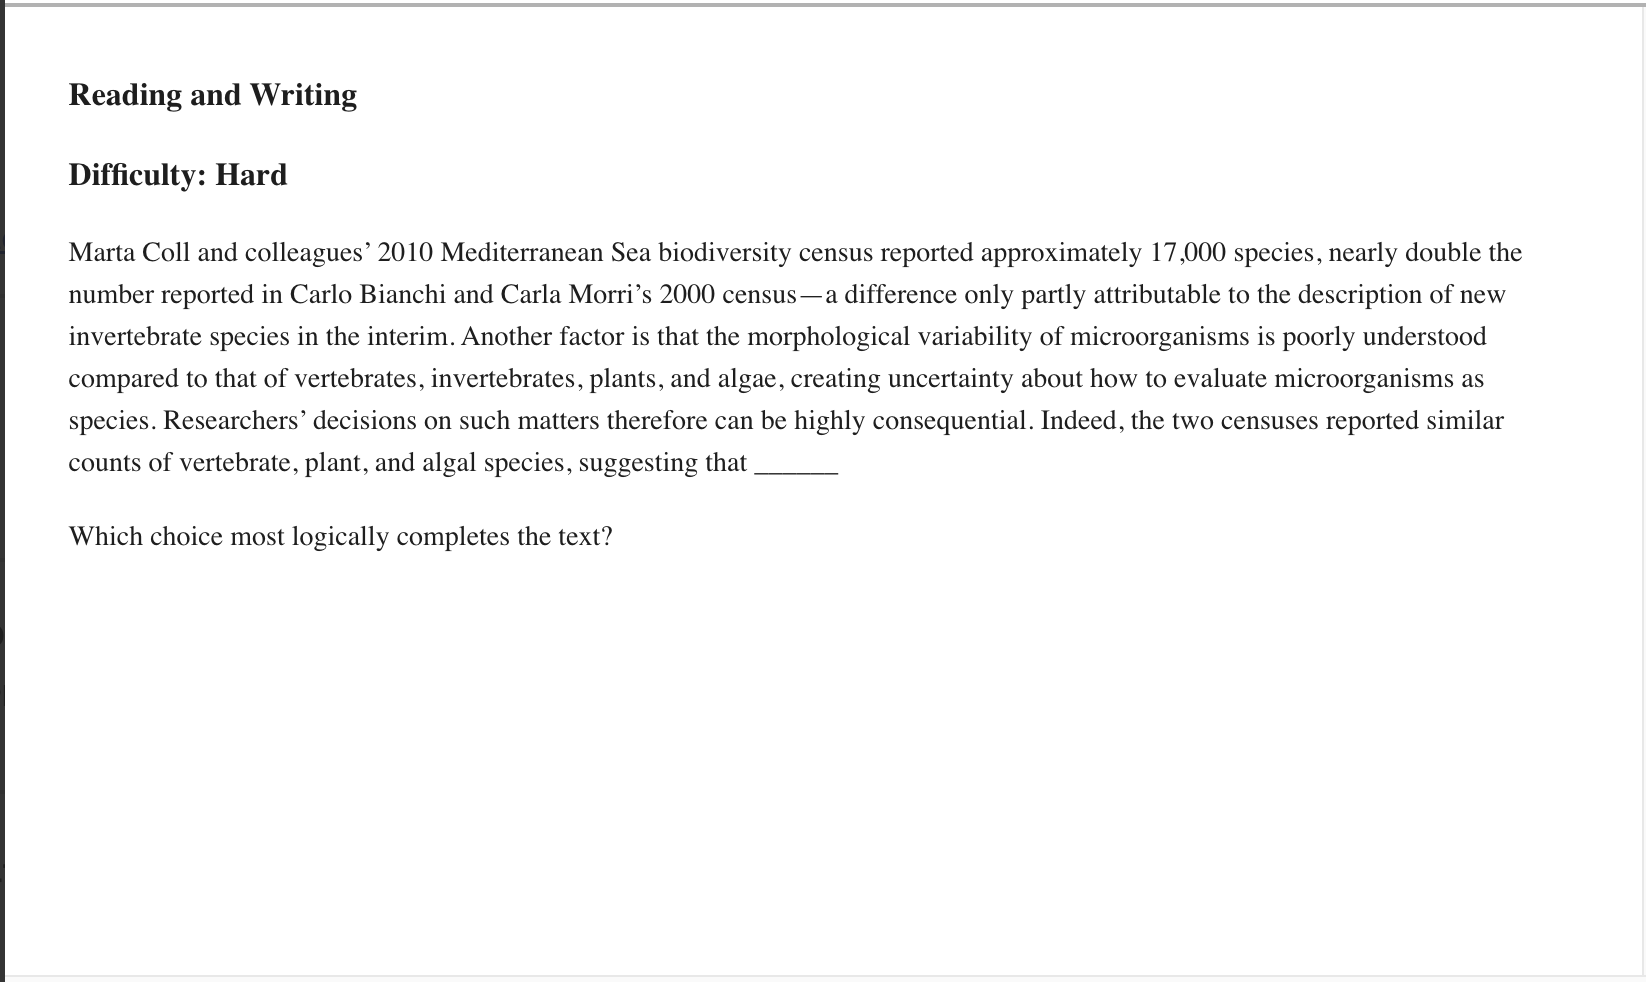 Reading and Writing
Difficulty: Hard
Marta Coll and colleagues’ 2010 Mediterranean Sea biodiversity census reported approximately 17,000 species, nearly double the
number reported in Carlo Bianchi and Carla Morri’s 2000 census—a difference only partly attributable to the description of new
invertebrate species in the interim. Another factor is that the morphological variability of microorganisms is poorly understood
compared to that of vertebrates, invertebrates, plants, and algae, creating uncertainty about how to evaluate microorganisms as
species. Researchers’ decisions on such matters therefore can be highly consequential. Indeed, the two censuses reported similar
counts of vertebrate, plant, and algal species, suggesting that ______
Which choice most logically completes the text?